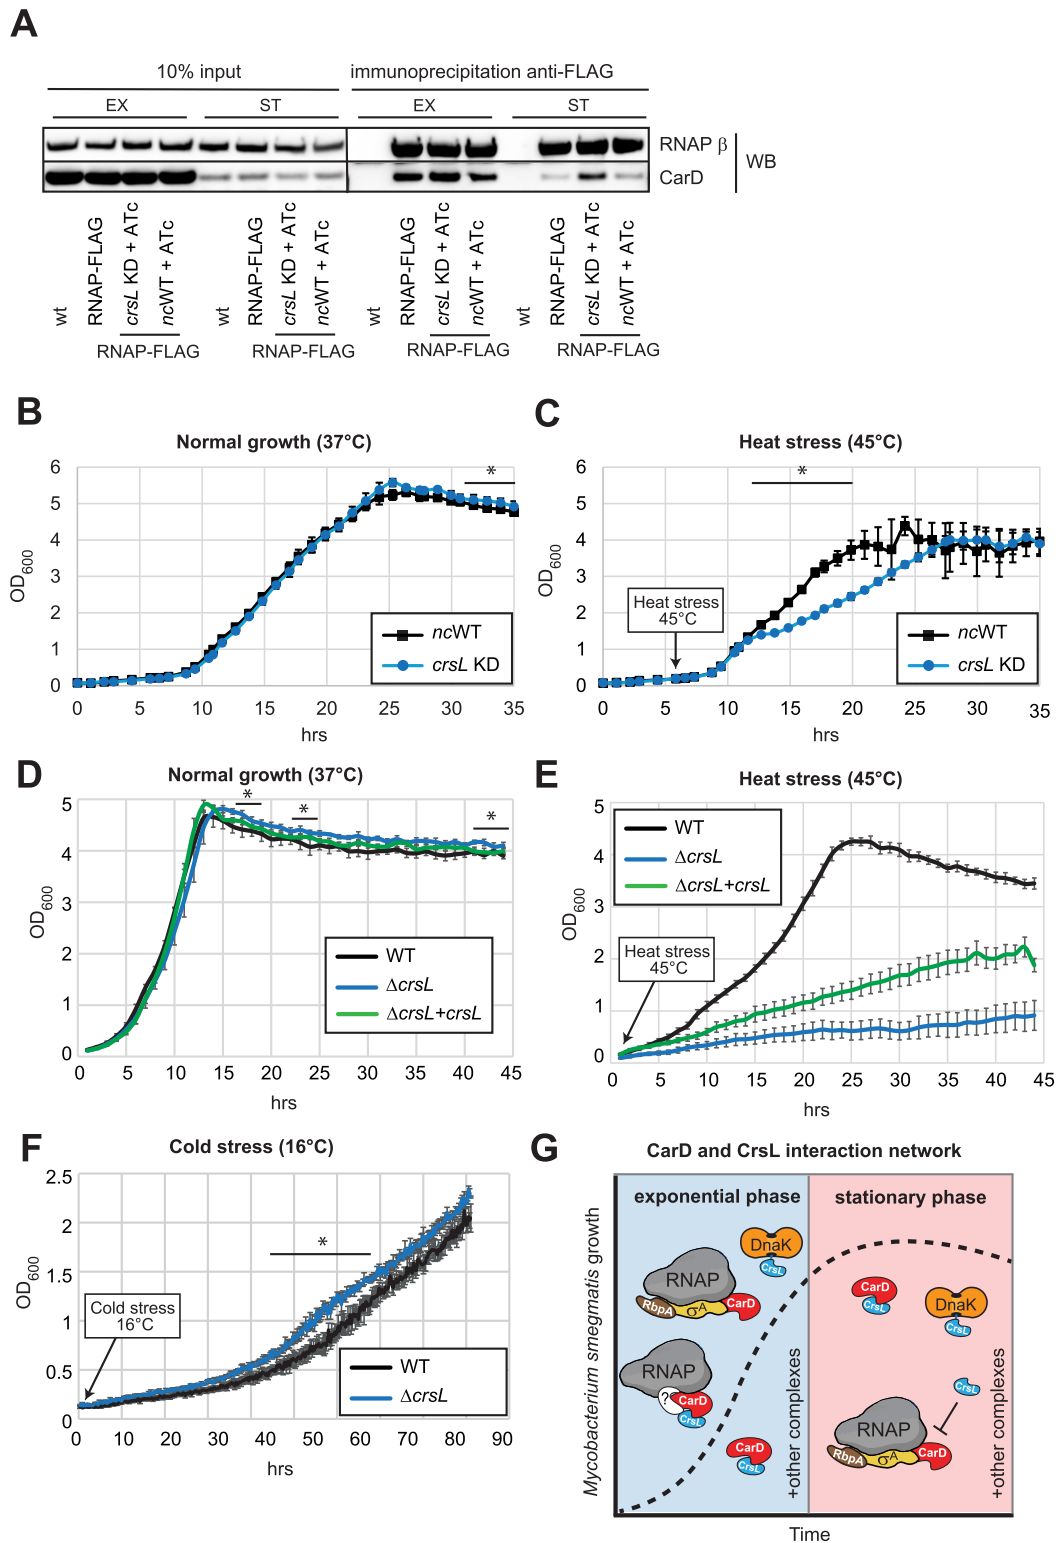 A
10% input
immunoprecipitation anti-FLAG
EX
ST
EX
ST
RNAP β
CarD
WB
wt
RNAP-FLAG
crsL KD + ATc
ncWT + ATc
wt
RNAP-FLAG
crsL KD + ATc
ncWT + ATc
wt
RNAP-FLAG
crsL KD + ATc
ncWT + ATc
wt
RNAP-FLAG
crsL KD + ATc
ncWT + ATc
RNAP-FLAG
RNAP-FLAG
RNAP-FLAG
RNAP-FLAG
B
Normal growth (37°C)
OD600
6
5
4
3
2
1
0
*
ncWT
crsL KD
0 5 10 15 20 25 30 35
hrs
C
Heat stress (45°C)
OD600
6
5
4
3
2
1
0
*
Heat stress
45°C
ncWT
crsL KD
0 5 10 15 20 25 30 35
hrs
D
Normal growth (37°C)
OD600
5
4
3
2
1
0
*
*
*
WT
ΔcrsL
ΔcrsL+crsL
0 5 10 15 20 25 30 35 40 45
hrs
E
Heat stress (45°C)
OD600
5
4
3
2
1
0
WT
ΔcrsL
ΔcrsL+crsL
Heat stress
45°C
0 5 10 15 20 25 30 35 40 45
hrs
F
Cold stress (16°C)
OD600
2.5
2
1.5
1
0.5
0
*
Cold stress
16°C
WT
ΔcrsL
0 10 20 30 40 50 60 70 80 90
hrs
G
CarD and CrsL interaction network
Mycobacterium smegmatis growth
exponential phase
stationary phase
DnaK
CrsL
RNAP
RbpA
σA
CarD
RNAP
?
CarD
CrsL
CarD
CrsL
+other complexes
CarD
CrsL
DnaK
CrsL
CrsL
RNAP
RbpA
σA
CarD
+other complexes
Time